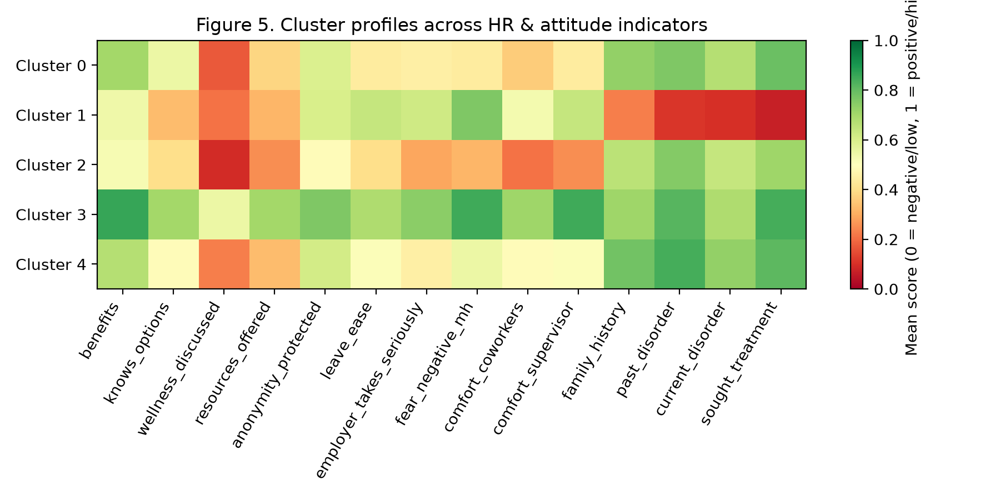 Figure 5. Cluster profiles across HR & attitude indicators
Cluster 0
Cluster 1
Cluster 2
Cluster 3
Cluster 4
benefits
knows_options
wellness_discussed
resources_offered
anonymity_protected
leave_ease
employer_takes_seriously
fear_negative_mh
comfort_coworkers
comfort_supervisor
family_history
past_disorder
current_disorder
sought_treatment
1.0
0.8
0.6
0.4
0.2
0.0
Mean score (0 = negative/low, 1 = positive/hi